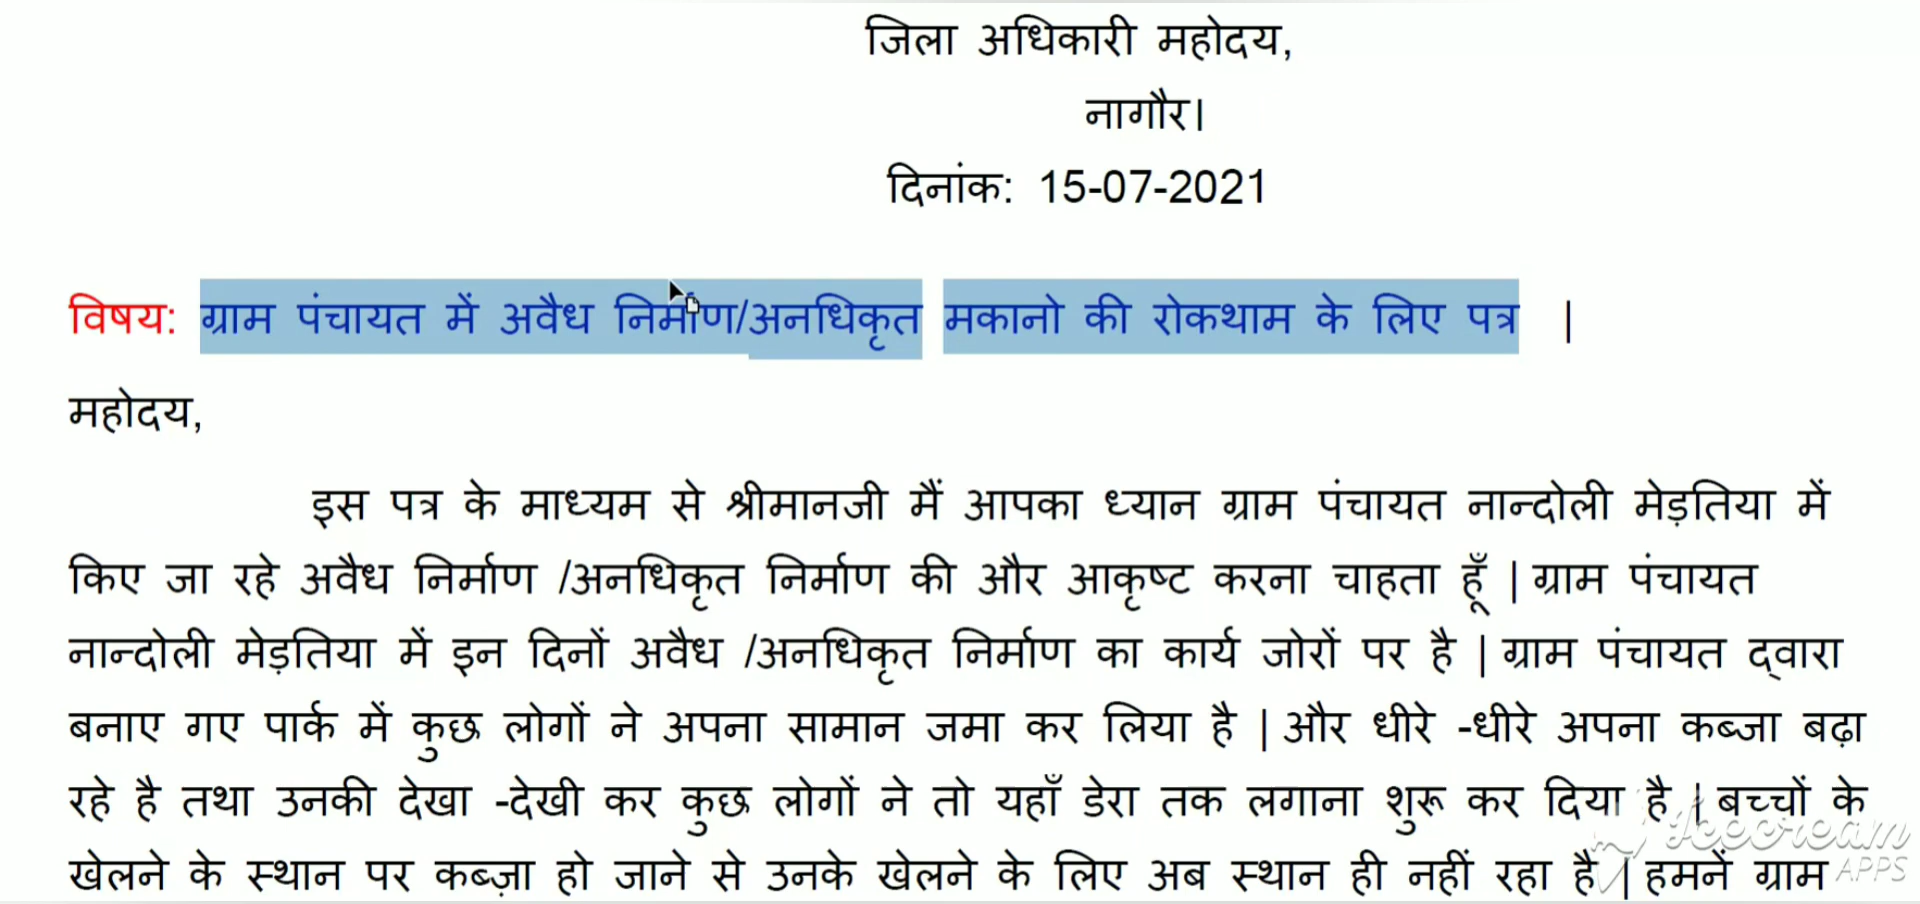 जिला अधिकारी महोदय,
नागौर।
दिनांक: 15-07-2021
विषय: ग्राम पंचायत में अवैध निर्माण/अनधिकृत मकानो की रोकथाम के लिए पत्र |
महोदय,
इस पत्र के माध्यम से श्रीमानजी मैं आपका ध्यान ग्राम पंचायत नान्दोली मेड़तिया में
किए जा रहे अवैध निर्माण /अनधिकृत निर्माण की और आकृष्ट करना चाहता हूँ | ग्राम पंचायत
नान्दोली मेड़तिया में इन दिनों अवैध /अनधिकृत निर्माण का कार्य जोरों पर है | ग्राम पंचायत द्वारा
बनाए गए पार्क में कुछ लोगों ने अपना सामान जमा कर लिया है | और धीरे -धीरे अपना कब्जा बढ़ा
रहे है तथा उनकी देखा -देखी कर कुछ लोगों ने तो यहाँ डेरा तक लगाना शुरू कर दिया है | बच्चों के
खेलने के स्थान पर कब्ज़ा हो जाने से उनके खेलने के लिए अब स्थान ही नहीं रहा है | हमनें ग्राम
Icecream
APPS